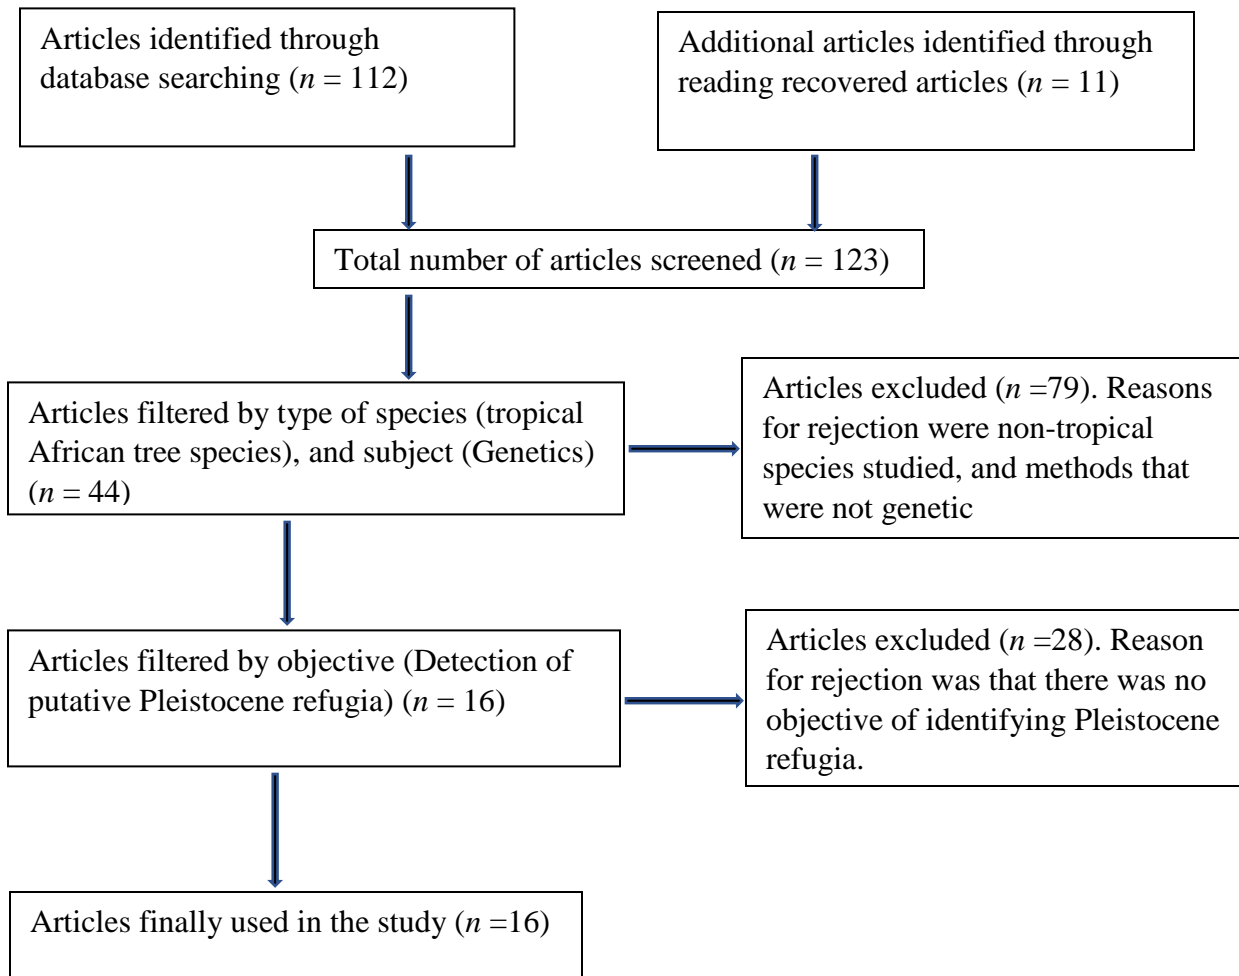 Articles identified through
database searching (n = 112)
Additional articles identified through
reading recovered articles (n = 11)
Total number of articles screened (n = 123)
Articles filtered by type of species (tropical
African tree species), and subject (Genetics)
(n = 44)
Articles excluded (n =79). Reasons
for rejection were non-tropical
species studied, and methods that
were not genetic
Articles filtered by objective (Detection of
putative Pleistocene refugia) (n = 16)
Articles excluded (n =28). Reason
for rejection was that there was no
objective of identifying Pleistocene
refugia.
Articles finally used in the study (n =16)